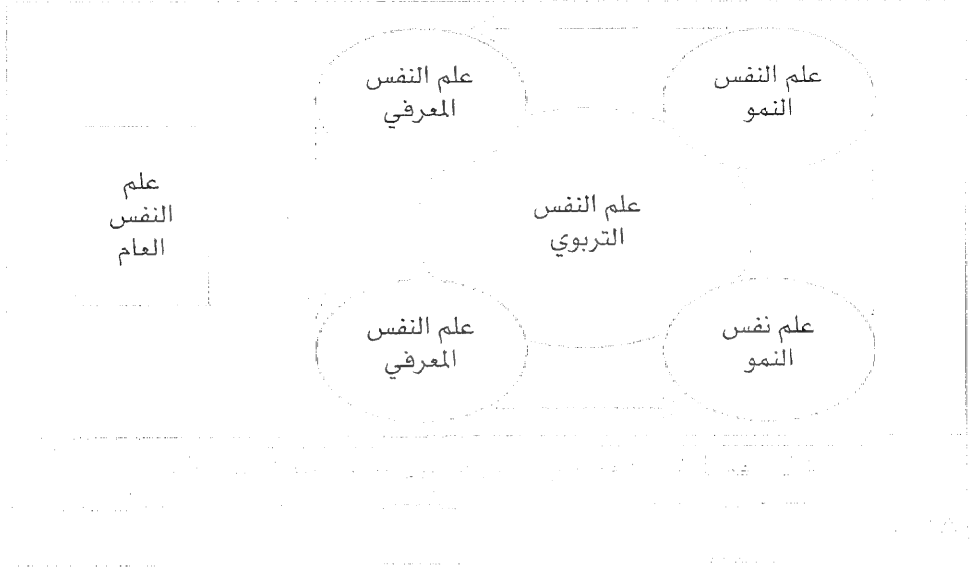 علم النفس
النمو
علم النفس
المعرفي
علم النفس
التربوي
علم
النفس
العام
علم نفس
النمو
علم النفس
المعرفي